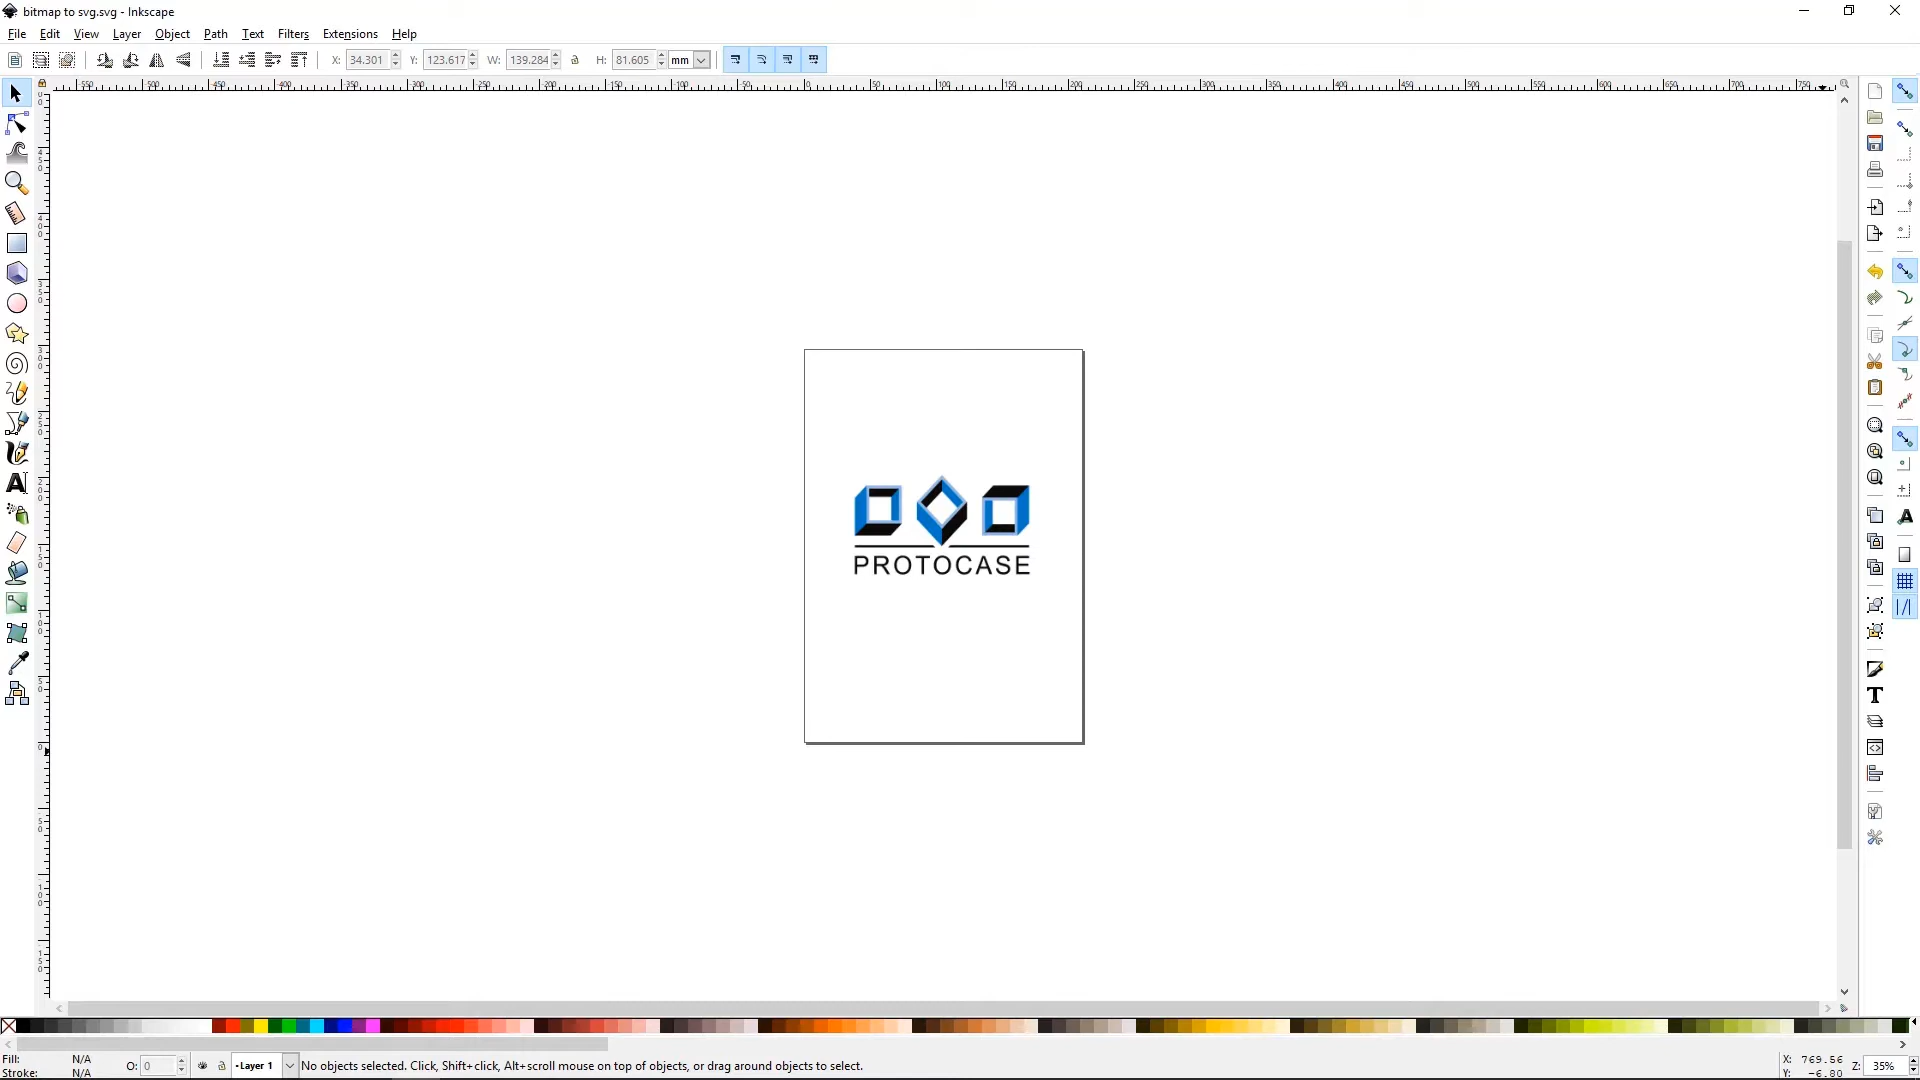 bitmap to svg.svg - Inkscape
File Edit View Layer Object Path Text Filters Extensions Help
X: 34.301 Y: 123.617 W: 139.284 H: 81.605 mm
PROTOCASE
Fill: N/A
Stroke: N/A
O: 0
•Layer 1
No objects selected. Click, Shift+click, Alt+scroll mouse on top of objects, or drag around objects to select.
X: 769.56
Y: -6.80
Z: 35%